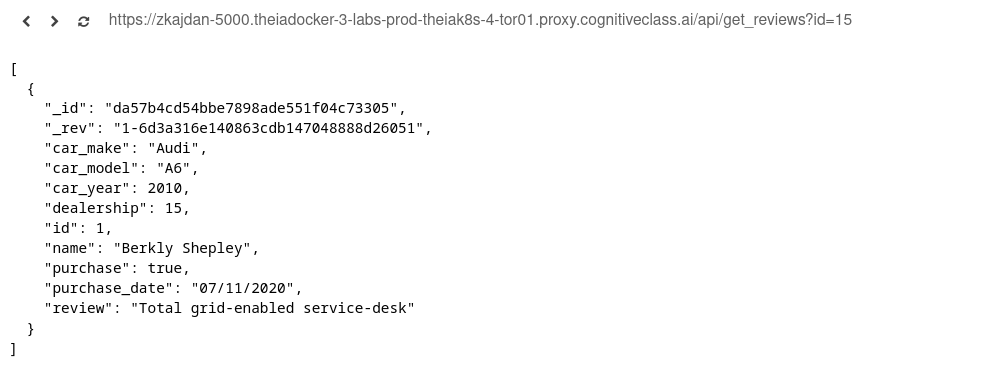 https://zkajdan-5000.theiadocker-3-labs-prod-theiak8s-4-tor01.proxy.cognitiveclass.ai/api/get_reviews?id=15
[
  {
    "_id": "da57b4cd54bbe7898ade551f04c73305",
    "_rev": "1-6d3a316e140863cdb147048888d26051",
    "car_make": "Audi",
    "car_model": "A6",
    "car_year": 2010,
    "dealership": 15,
    "id": 1,
    "name": "Berkly Shepley",
    "purchase": true,
    "purchase_date": "07/11/2020",
    "review": "Total grid-enabled service-desk"
  }
]